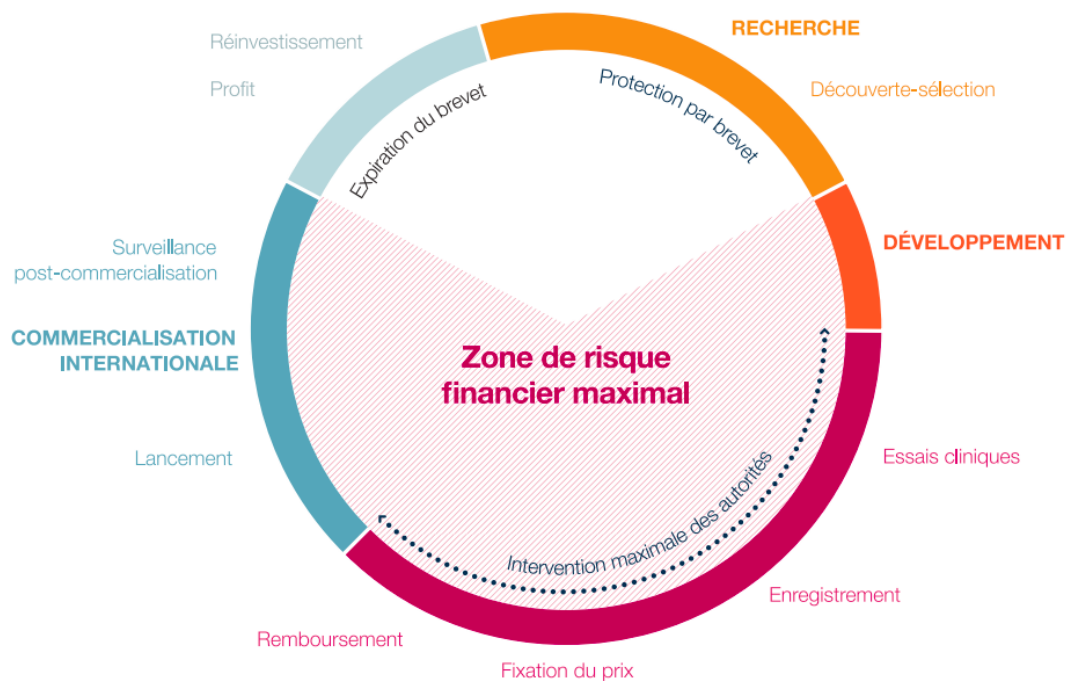 RECHERCHE
Découverte-sélection
Protection par brevet
DÉVELOPPEMENT
Essais cliniques
Enregistrement
Fixation du prix
Remboursement
Intervention maximale des autorités
Zone de risque
financier maximal
Lancement
COMMERCIALISATION
INTERNATIONALE
Surveillance
post-commercialisation
Expiration du brevet
Profit
Réinvestissement